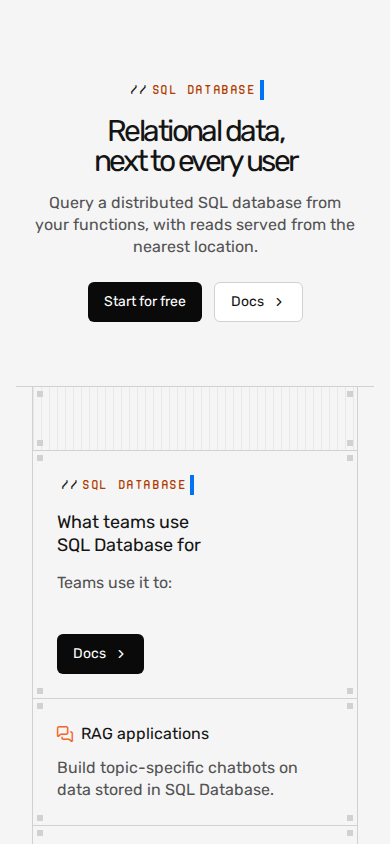 // SQL DATABASE
Relational data,
next to every user
Query a distributed SQL database from
your functions, with reads served from the
nearest location.
Start for free
Docs
// SQL DATABASE
What teams use
SQL Database for
Teams use it to:
Docs
RAG applications
Build topic-specific chatbots on
data stored in SQL Database.